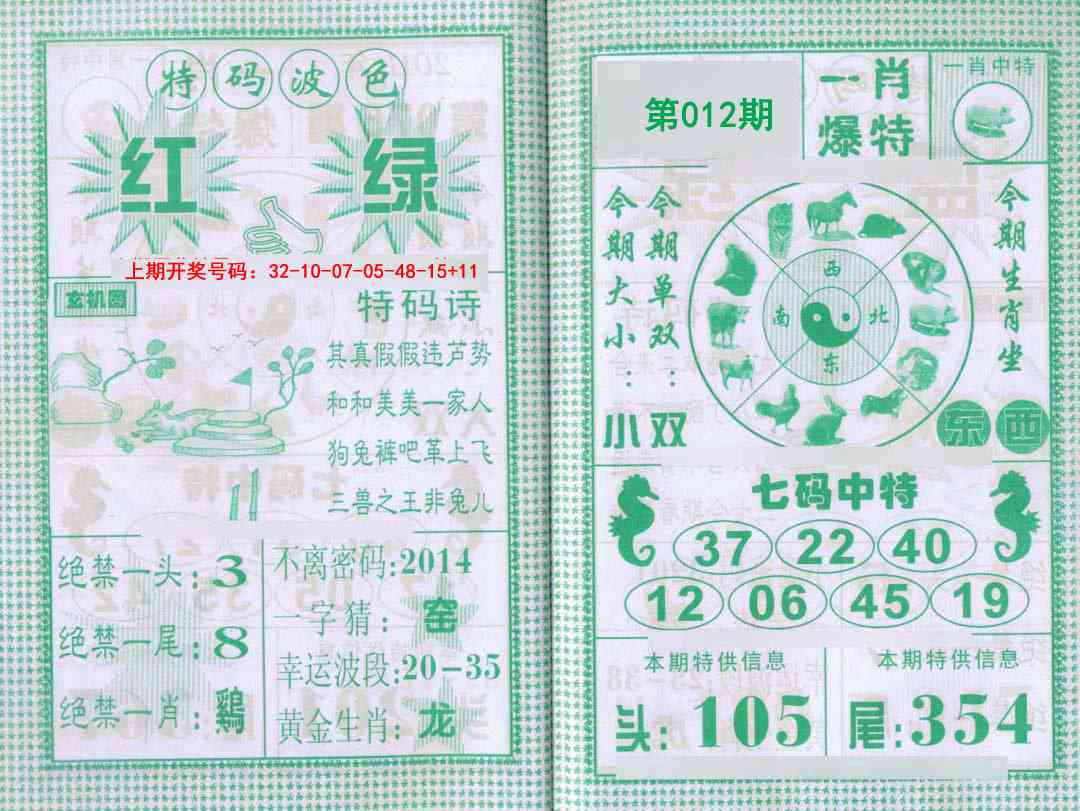 特码波色
红 绿
上期开奖号码：32-10-07-05-48-15+11
玄机图
特码诗
其真假假违芦势
和和美美一家人
狗兔裤吧革上飞
三兽之王非兔儿
绝禁一头：3
绝禁一尾：8
绝禁一肖：鷄
不离密码：2014
一字猜：窑
幸运波段：20-35
黄金生肖：龙
第012期
一肖
爆特
一肖中特
今期大小：小
今期单双：双
西
南 北
东
今期生肖坐
东 西
七码中特
37 22 40
12 06 45 19
本期特供信息
头：105
本期特供信息
尾：354